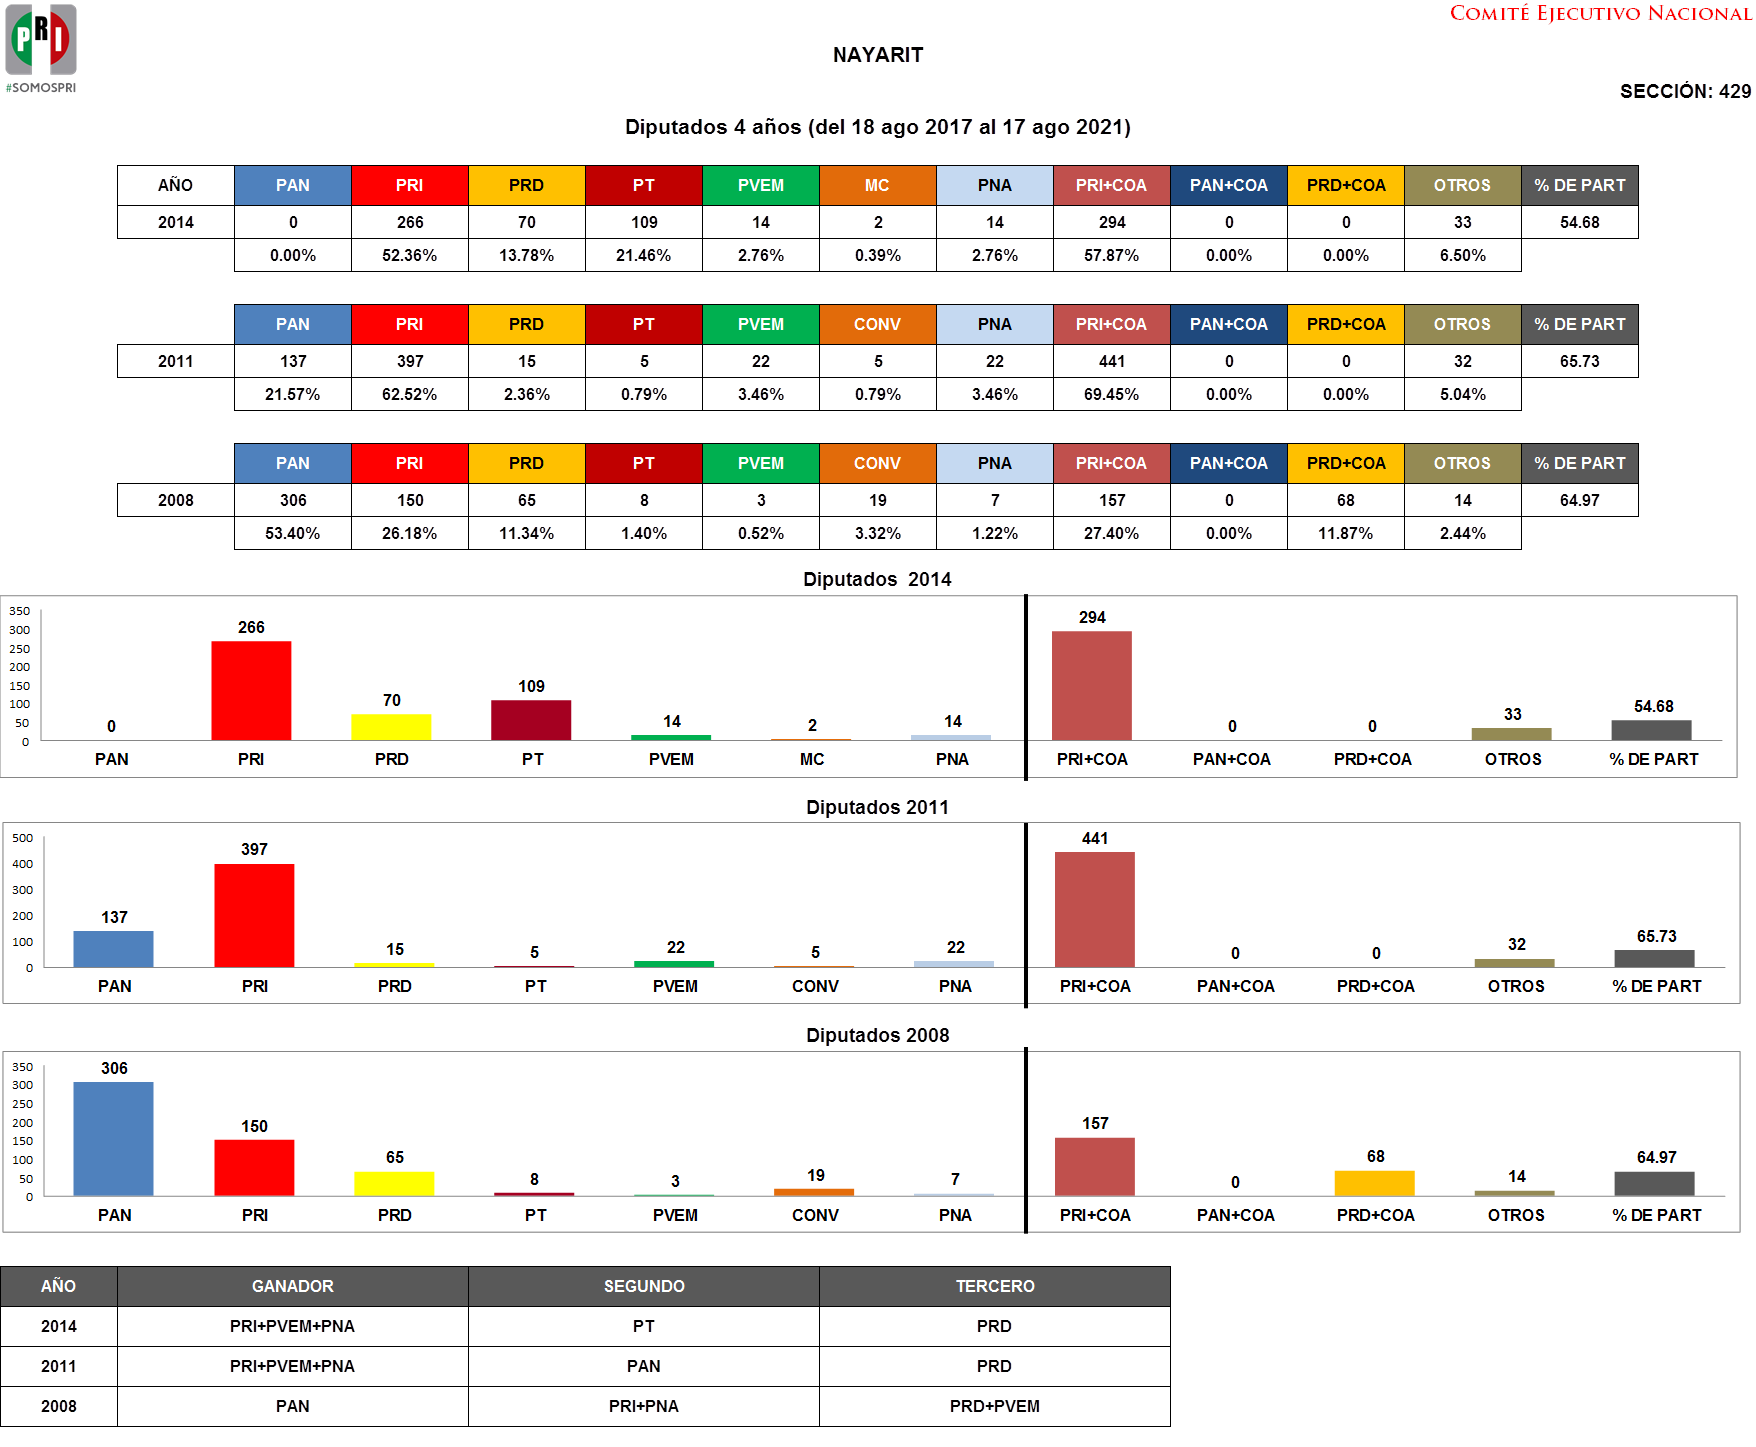 PRI
#SOMOSPRI
COMITÉ EJECUTIVO NACIONAL
NAYARIT
SECCIÓN: 429
Diputados 4 años (del 18 ago 2017 al 17 ago 2021)
AÑO PAN PRI PRD PT PVEM MC PNA PRI+COA PAN+COA PRD+COA OTROS % DE PART
2014 0 266 70 109 14 2 14 294 0 0 33 54.68
0.00% 52.36% 13.78% 21.46% 2.76% 0.39% 2.76% 57.87% 0.00% 0.00% 6.50%
PAN PRI PRD PT PVEM CONV PNA PRI+COA PAN+COA PRD+COA OTROS % DE PART
2011 137 397 15 5 22 5 22 441 0 0 32 65.73
21.57% 62.52% 2.36% 0.79% 3.46% 0.79% 3.46% 69.45% 0.00% 0.00% 5.04%
PAN PRI PRD PT PVEM CONV PNA PRI+COA PAN+COA PRD+COA OTROS % DE PART
2008 306 150 65 8 3 19 7 157 0 68 14 64.97
53.40% 26.18% 11.34% 1.40% 0.52% 3.32% 1.22% 27.40% 0.00% 11.87% 2.44%
Diputados 2014
350
300
250
200
150
100
50
0
0 266 70 109 14 2 14 294 0 0 33 54.68
PAN PRI PRD PT PVEM MC PNA PRI+COA PAN+COA PRD+COA OTROS % DE PART
Diputados 2011
500
400
300
200
100
0
137 397 15 5 22 5 22 441 0 0 32 65.73
PAN PRI PRD PT PVEM CONV PNA PRI+COA PAN+COA PRD+COA OTROS % DE PART
Diputados 2008
350
300
250
200
150
100
50
0
306 150 65 8 3 19 7 157 0 68 14 64.97
PAN PRI PRD PT PVEM CONV PNA PRI+COA PAN+COA PRD+COA OTROS % DE PART
AÑO GANADOR SEGUNDO TERCERO
2014 PRI+PVEM+PNA PT PRD
2011 PRI+PVEM+PNA PAN PRD
2008 PAN PRI+PNA PRD+PVEM